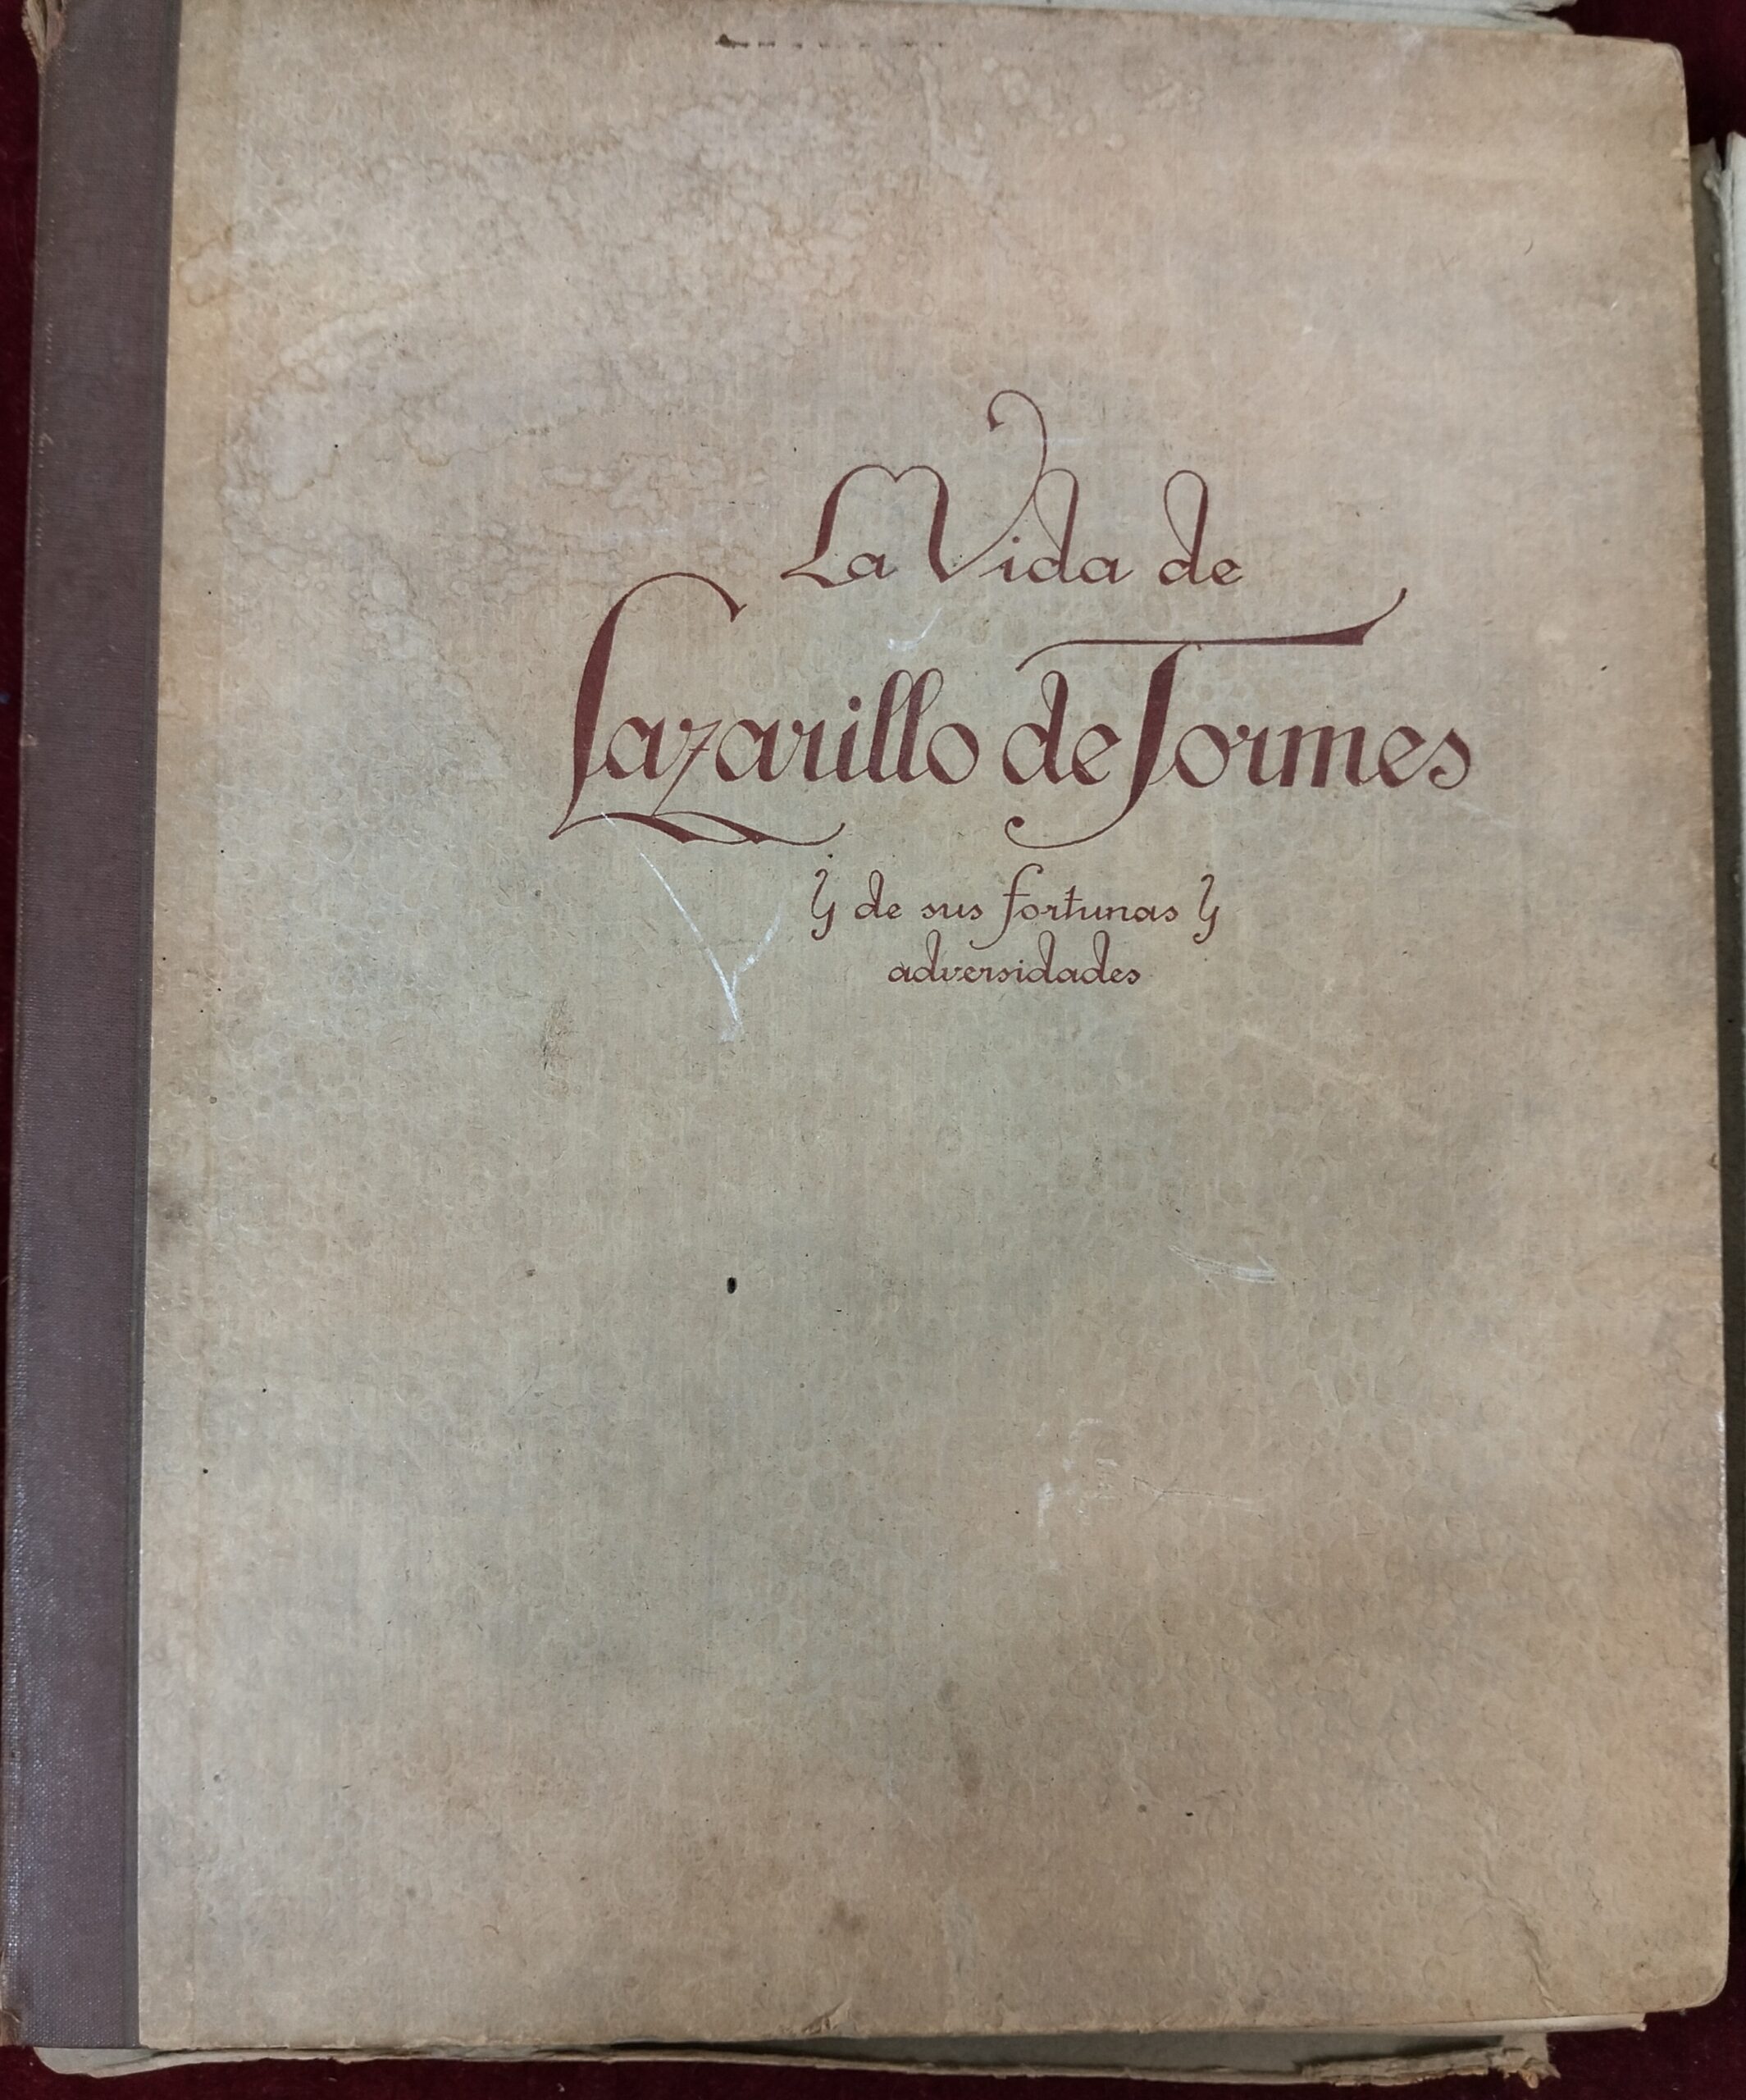 La Vida de
Lazarillo de Tormes
y de sus fortunas y
adversidades